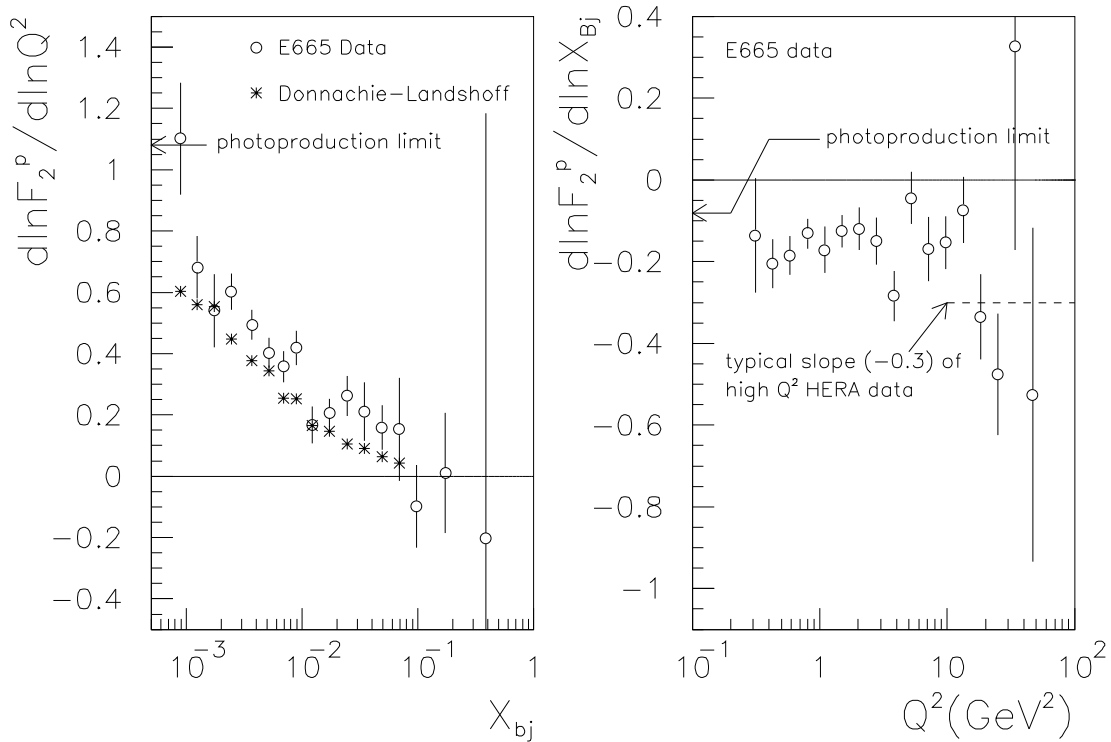 dlnF₂ᵖ/dlnQ²
1.4
1.2
1
0.8
0.6
0.4
0.2
0
−0.2
−0.4
E665 Data
Donnachie−Landshoff
photoproduction limit
10⁻³
10⁻²
10⁻¹
1
X_bj
dlnF₂ᵖ/dlnX_Bj
0.4
0.2
0
−0.2
−0.4
−0.6
−0.8
−1
E665 data
photoproduction limit
typical slope (−0.3) of
high Q² HERA data
10⁻¹
1
10
10²
Q²(GeV²)